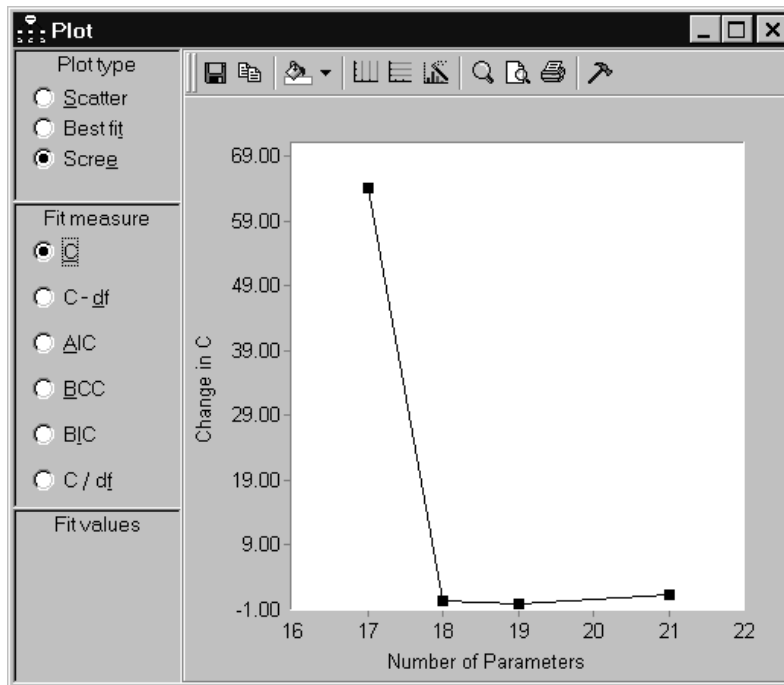 Plot
Plot type
Scatter
Best fit
Scree
Fit measure
C
C - df
AIC
BCC
BIC
C / df
Fit values
69.00
59.00
49.00
39.00
29.00
19.00
9.00
-1.00
Change in C
16 17 18 19 20 21 22
Number of Parameters